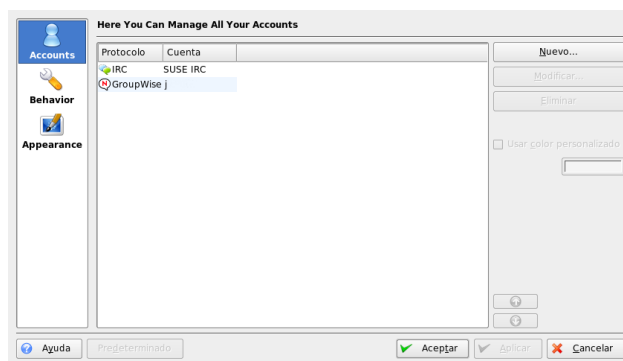 Here You Can Manage All Your Accounts
Accounts
Behavior
Appearance
Protocolo Cuenta
IRC SUSE IRC
GroupWise j
Nuevo...
Modificar...
Eliminar
Usar color personalizado
Ayuda
Predeterminado
Aceptar
Aplicar
Cancelar